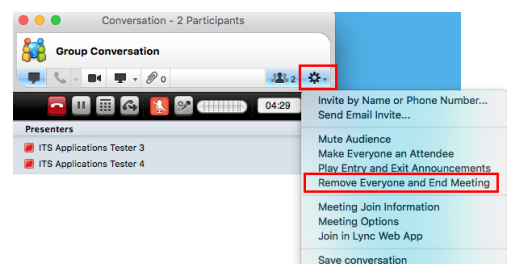 Conversation - 2 Participants
Group Conversation
0
2
04:29
Presenters
ITS Applications Tester 3
ITS Applications Tester 4
Invite by Name or Phone Number...
Send Email Invite...
Mute Audience
Make Everyone an Attendee
Play Entry and Exit Announcements
Remove Everyone and End Meeting
Meeting Join Information
Meeting Options
Join in Lync Web App
Save conversation